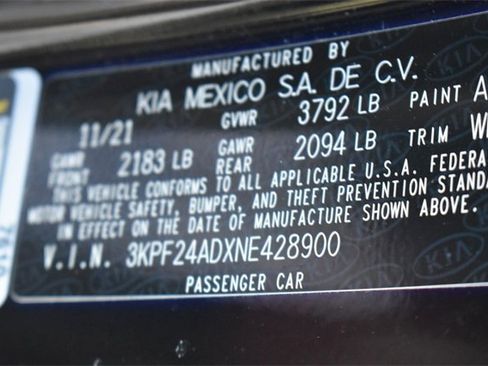 MANUFACTURED BY
KIA MEXICO S.A. DE C.V.
11/21 GVWR 3792 LB PAINT A
GAWR FRONT 2183 LB GAWR REAR 2094 LB TRIM
THIS VEHICLE CONFORMS TO ALL APPLICABLE U.S.A. FEDERA
MOTOR VEHICLE SAFETY, BUMPER, AND THEFT PREVENTION STANDA
IN EFFECT ON THE DATE OF MANUFACTURE SHOWN ABOVE.
V.I.N. 3KPF24ADXNE428900
PASSENGER CAR